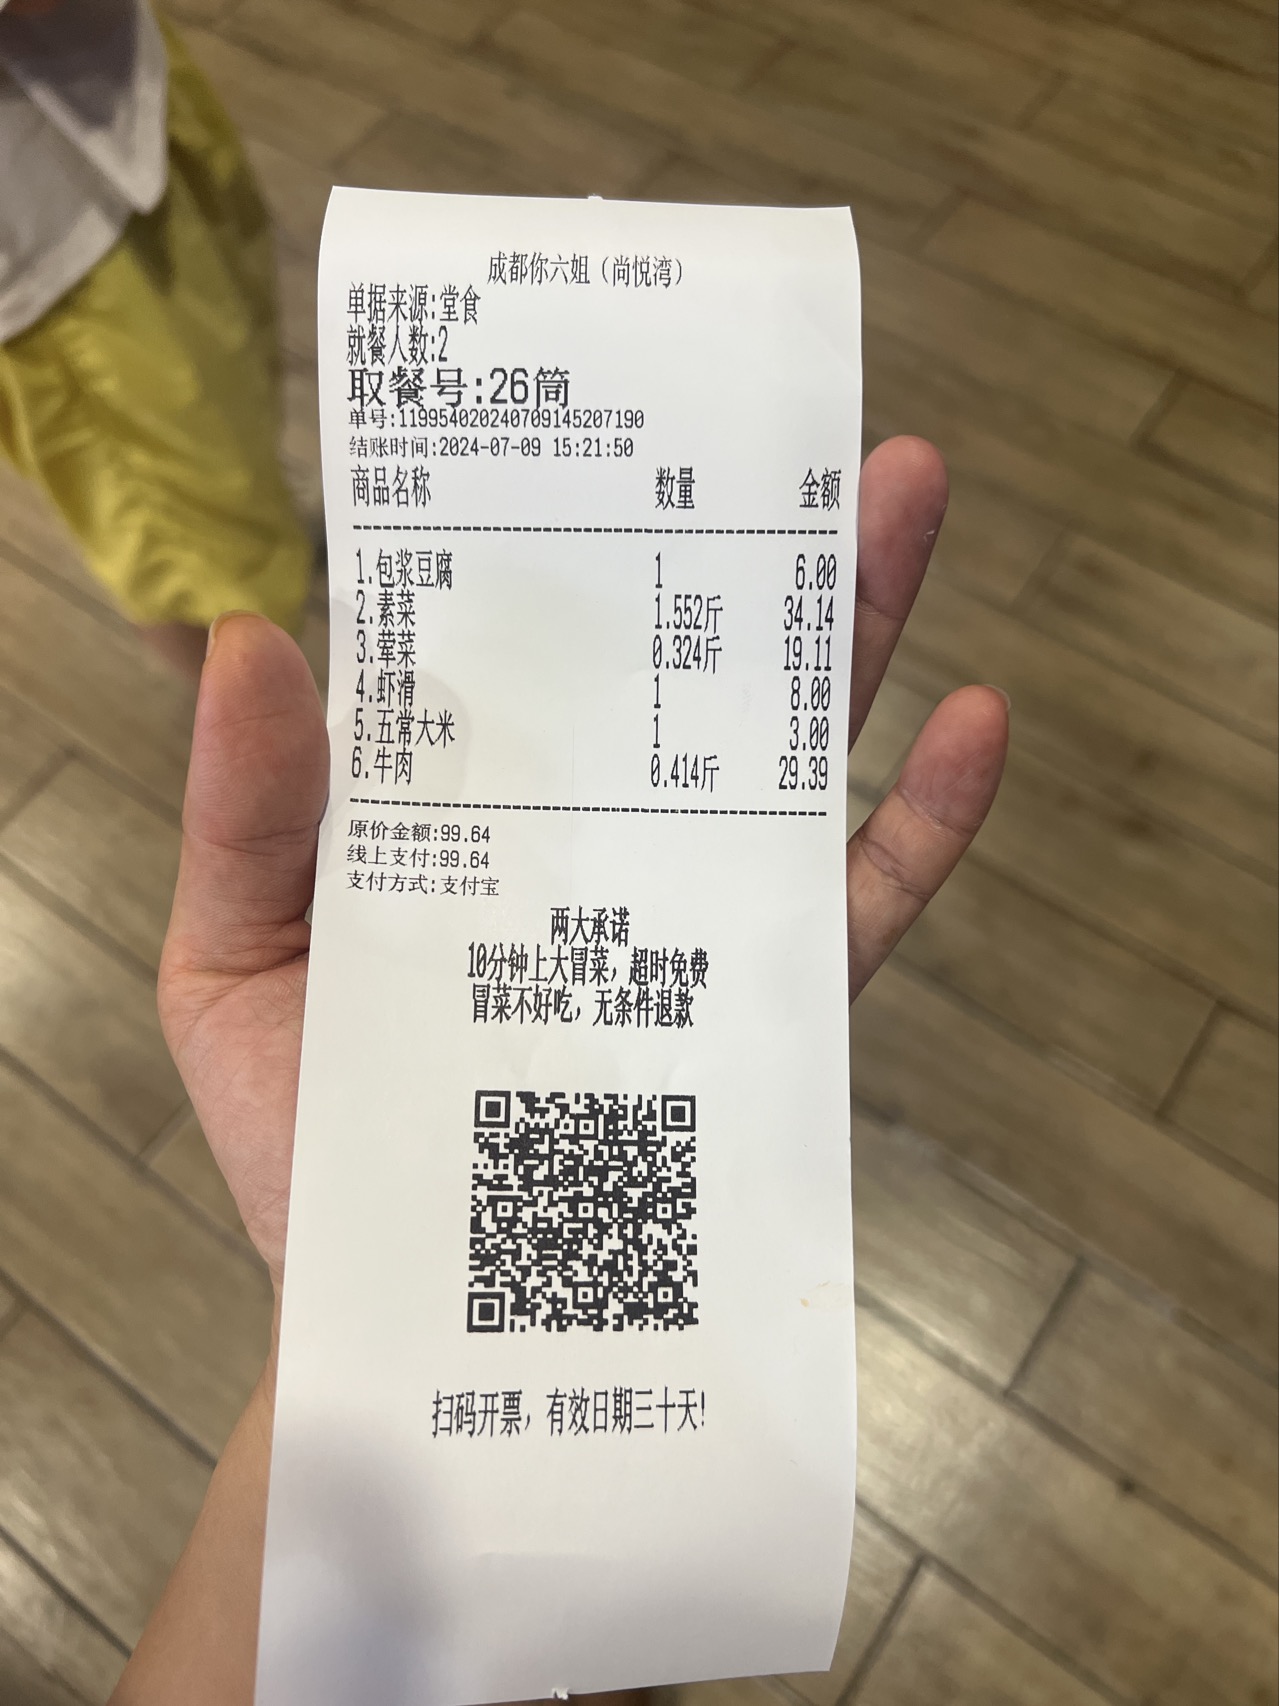 成都你六姐（尚悦湾）
单据来源:堂食
就餐人数:2
取餐号:26筒
单号:119954020240709145207190
结账时间:2024-07-09 15:21:50
商品名称 数量 金额
1.包浆豆腐 1 6.00
2.素菜 1.552斤 34.14
3.荤菜 0.324斤 19.11
4.虾滑 1 8.00
5.五常大米 1 3.00
6.牛肉 0.414斤 29.39
原价金额:99.64
线上支付:99.64
支付方式:支付宝
两大承诺
10分钟上大冒菜，超时免费
冒菜不好吃，无条件退款
扫码开票，有效日期三十天!